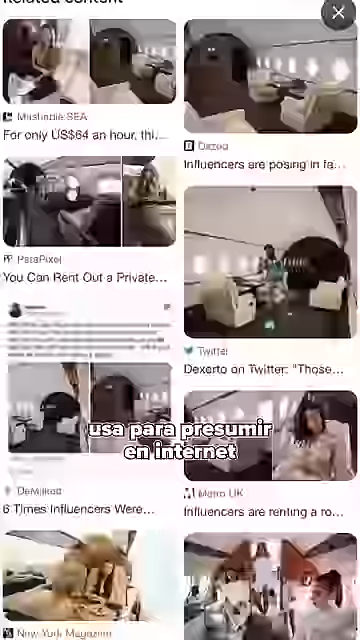 Related content
Mashable SEA
For only US$64 an hour, thi...
Dazed
Influencers are posing in fa...
PetaPixel
You Can Rent Out a Private...
Twitter
Dexerto on Twitter: "Those...
usa para presumir
en internet
DeMilked
6 Times Influencers Were...
Metro UK
Influencers are renting a ro...
New York Magazine